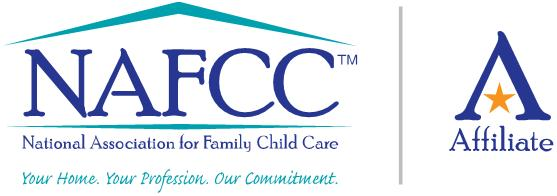 NAFCC™
National Association for Family Child Care
Your Home. Your Profession. Our Commitment.
A
Affiliate